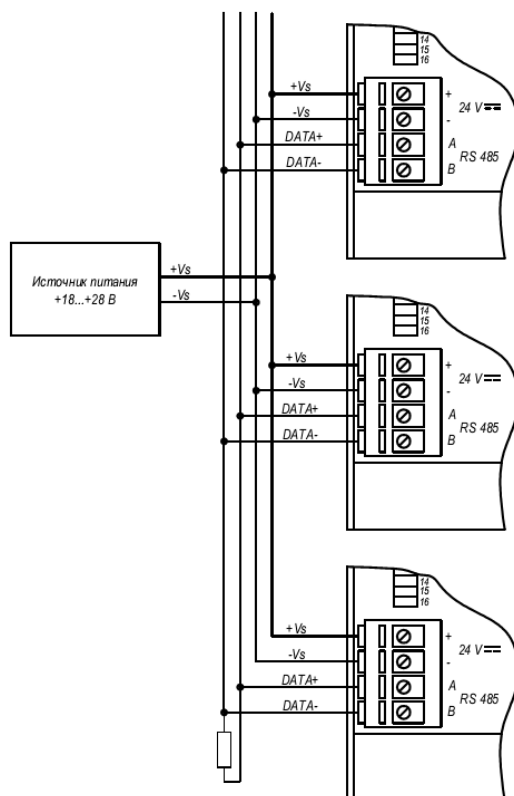 14
15
16
+Vs
+
24 V
-Vs
-
DATA+
A
RS 485
DATA-
B
Источник питания
+18...+28 В
+Vs
-Vs
14
15
16
+Vs
+
24 V
-Vs
-
DATA+
A
RS 485
DATA-
B
14
15
16
+Vs
+
24 V
-Vs
-
DATA+
A
RS 485
DATA-
B